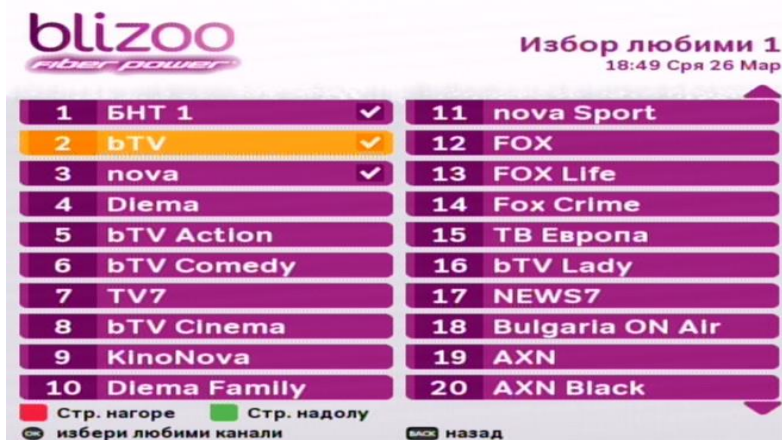 blizoo
Fiber power
Избор любими 1
18:49 Сря 26 Мар
1 БНТ 1
2 bTV
3 nova
4 Diema
5 bTV Action
6 bTV Comedy
7 TV7
8 bTV Cinema
9 KinoNova
10 Diema Family
11 nova Sport
12 FOX
13 FOX Life
14 Fox Crime
15 ТВ Европа
16 bTV Lady
17 NEWS7
18 Bulgaria ON Air
19 AXN
20 AXN Black
Стр. нагоре Стр. надолу
OK избери любими канали BACK назад